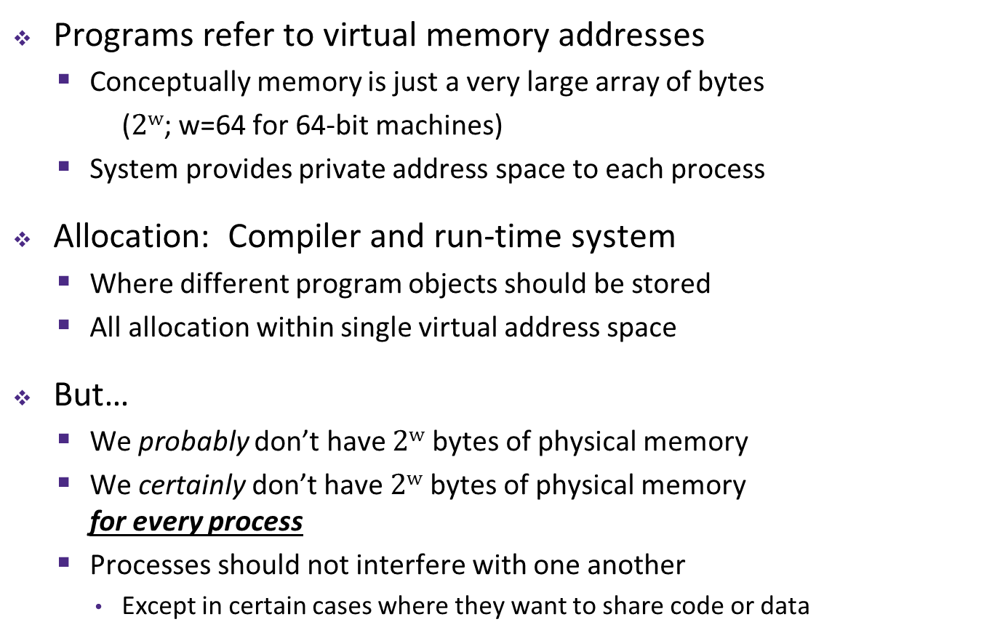 ❖ Programs refer to virtual memory addresses
▪ Conceptually memory is just a very large array of bytes
(2ʷ; w=64 for 64-bit machines)
▪ System provides private address space to each process
❖ Allocation: Compiler and run-time system
▪ Where different program objects should be stored
▪ All allocation within single virtual address space
❖ But…
▪ We probably don’t have 2ʷ bytes of physical memory
▪ We certainly don’t have 2ʷ bytes of physical memory
for every process
▪ Processes should not interfere with one another
• Except in certain cases where they want to share code or data